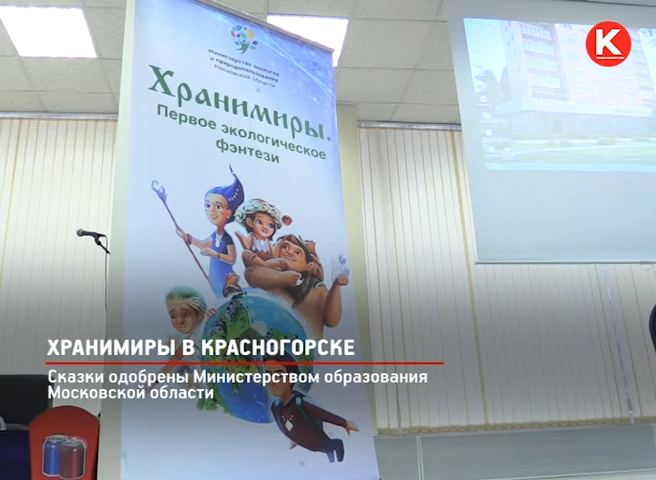 К
Министерство экологии
и природопользования
Московской области
Хранимиры.
Первое экологическое
фэнтези
ХРАНИМИРЫ В КРАСНОГОРСКЕ
Сказки одобрены Министерством образования
Московской области